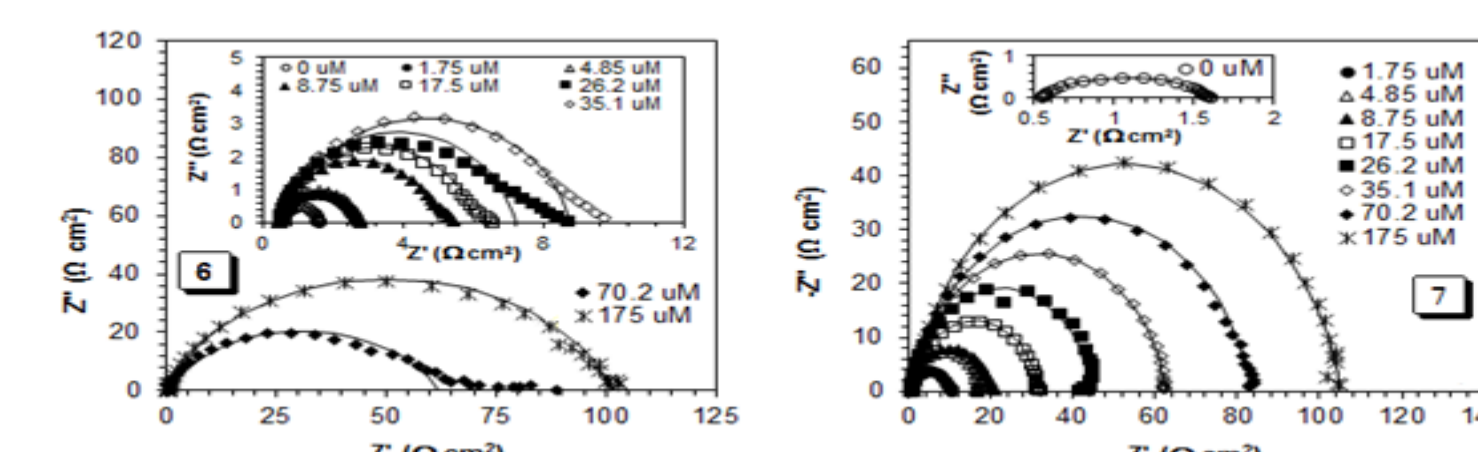 120
100
80
60
40
20
0
Z'' (Ω cm²)
0 25 50 75 100 125
Z' (Ω cm²)
6
70.2 uM
175 uM
5
4
3
2
1
0
Z'' (Ωcm²)
0 uM 1.75 uM 4.85 uM
8.75 uM 17.5 uM 26.2 uM
35.1 uM
0 4 8 12
Z' (Ωcm²)
60
50
40
30
20
10
0
-Z'' (Ω cm²)
0 20 40 60 80 100 120
Z' (Ω cm²)
1
0
Z''
(Ωcm²)
0 uM
0.5 1 1.5 2
Z' (Ωcm²)
1.75 uM
4.85 uM
8.75 uM
17.5 uM
26.2 uM
35.1 uM
70.2 uM
175 uM
7